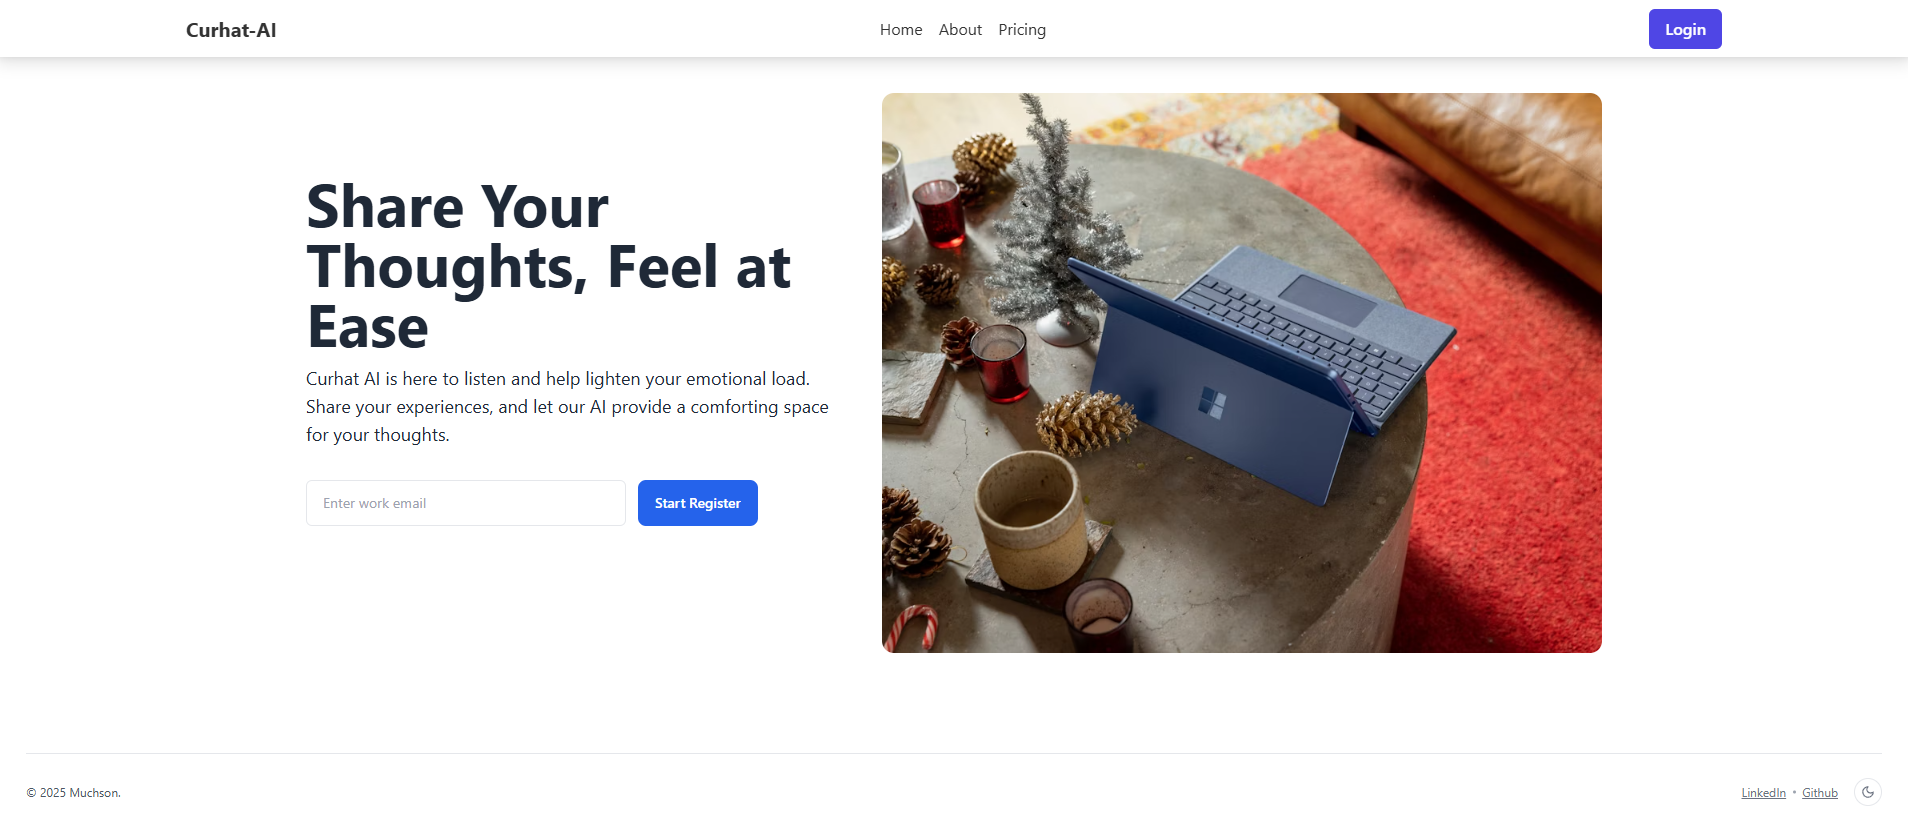 Curhat-AI
Home About Pricing
Login
Share Your
Thoughts, Feel at
Ease
Curhat AI is here to listen and help lighten your emotional load.
Share your experiences, and let our AI provide a comforting space
for your thoughts.
Enter work email
Start Register
© 2025 Muchson.
LinkedIn • Github